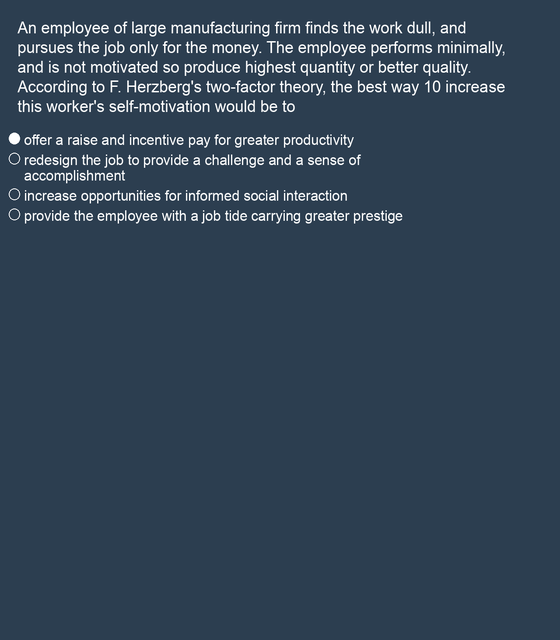 An employee of large manufacturing firm finds the work dull, and
pursues the job only for the money. The employee performs minimally,
and is not motivated so produce highest quantity or better quality.
According to F. Herzberg's two-factor theory, the best way 10 increase
this worker's self-motivation would be to
offer a raise and incentive pay for greater productivity
redesign the job to provide a challenge and a sense of
accomplishment
increase opportunities for informed social interaction
provide the employee with a job tide carrying greater prestige